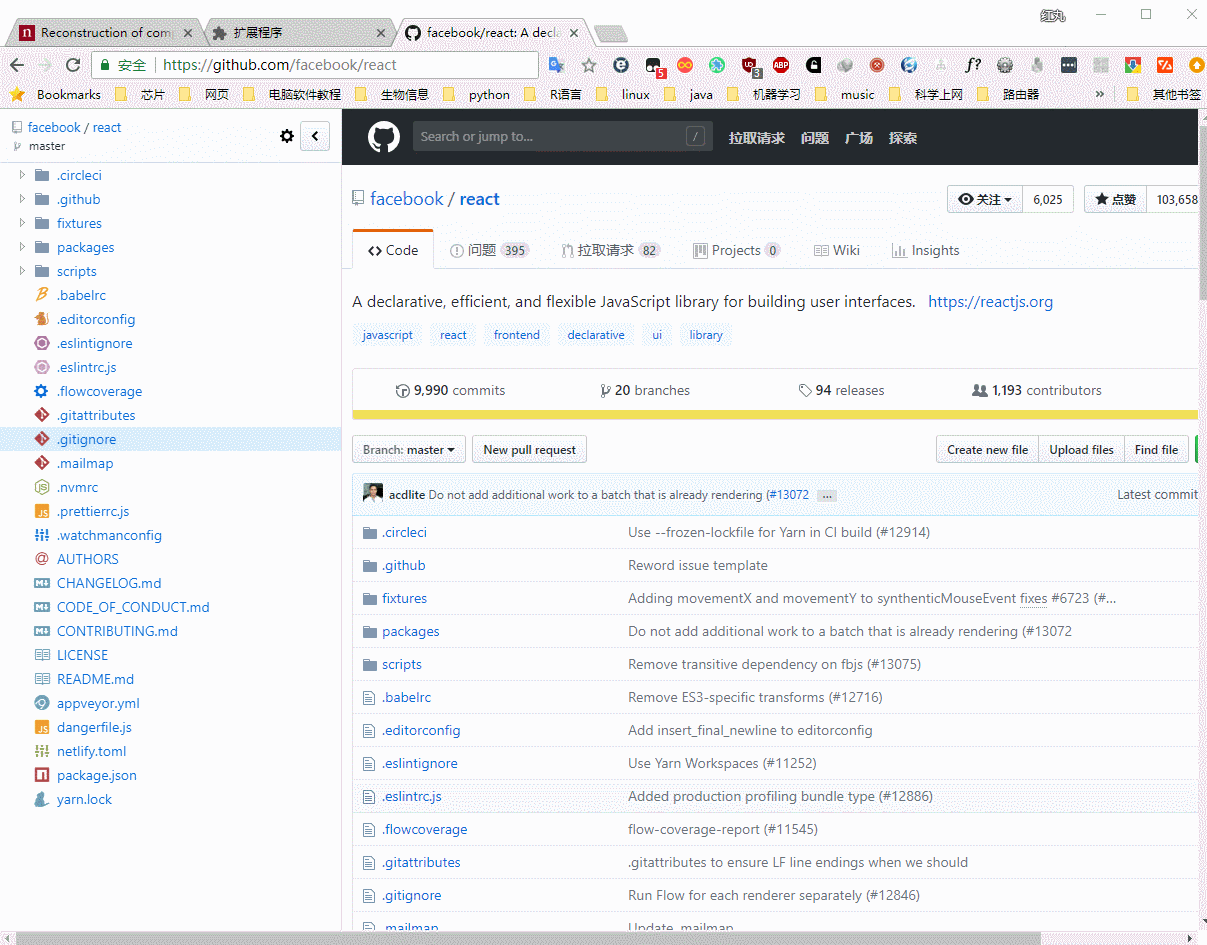 红丸
Reconstruction of com
扩展程序
facebook/react: A decla
安全 https://github.com/facebook/react
5
3
ABP
f?
Bookmarks 芯片 网页 电脑软件教程 生物信息 python R语言 linux java 机器学习 music 科学上网 路由器 » 其他书签
facebook / react
master
.circleci
.github
fixtures
packages
scripts
.babelrc
.editorconfig
.eslintignore
.eslintrc.js
.flowcoverage
.gitattributes
.gitignore
.mailmap
.nvmrc
.prettierrc.js
.watchmanconfig
AUTHORS
CHANGELOG.md
CODE_OF_CONDUCT.md
CONTRIBUTING.md
LICENSE
README.md
appveyor.yml
dangerfile.js
netlify.toml
package.json
yarn.lock
Search or jump to... / 拉取请求 问题 广场 探索
facebook / react 关注 6,025 点赞 103,658
Code 问题 395 拉取请求 82 Projects 0 Wiki Insights
A declarative, efficient, and flexible JavaScript library for building user interfaces. https://reactjs.org
javascript react frontend declarative ui library
9,990 commits 20 branches 94 releases 1,193 contributors
Branch: master New pull request Create new file Upload files Find file
acdlite Do not add additional work to a batch that is already rendering (#13072 ... Latest commit
.circleci Use --frozen-lockfile for Yarn in CI build (#12914)
.github Reword issue template
fixtures Adding movementX and movementY to synthenticMouseEvent fixes #6723 (#...
packages Do not add additional work to a batch that is already rendering (#13072
scripts Remove transitive dependency on fbjs (#13075)
.babelrc Remove ES3-specific transforms (#12716)
.editorconfig Add insert_final_newline to editorconfig
.eslintignore Use Yarn Workspaces (#11252)
.eslintrc.js Added production profiling bundle type (#12886)
.flowcoverage flow-coverage-report (#11545)
.gitattributes .gitattributes to ensure LF line endings when we should
.gitignore Run Flow for each renderer separately (#12846)
.mailmap Update .mailmap